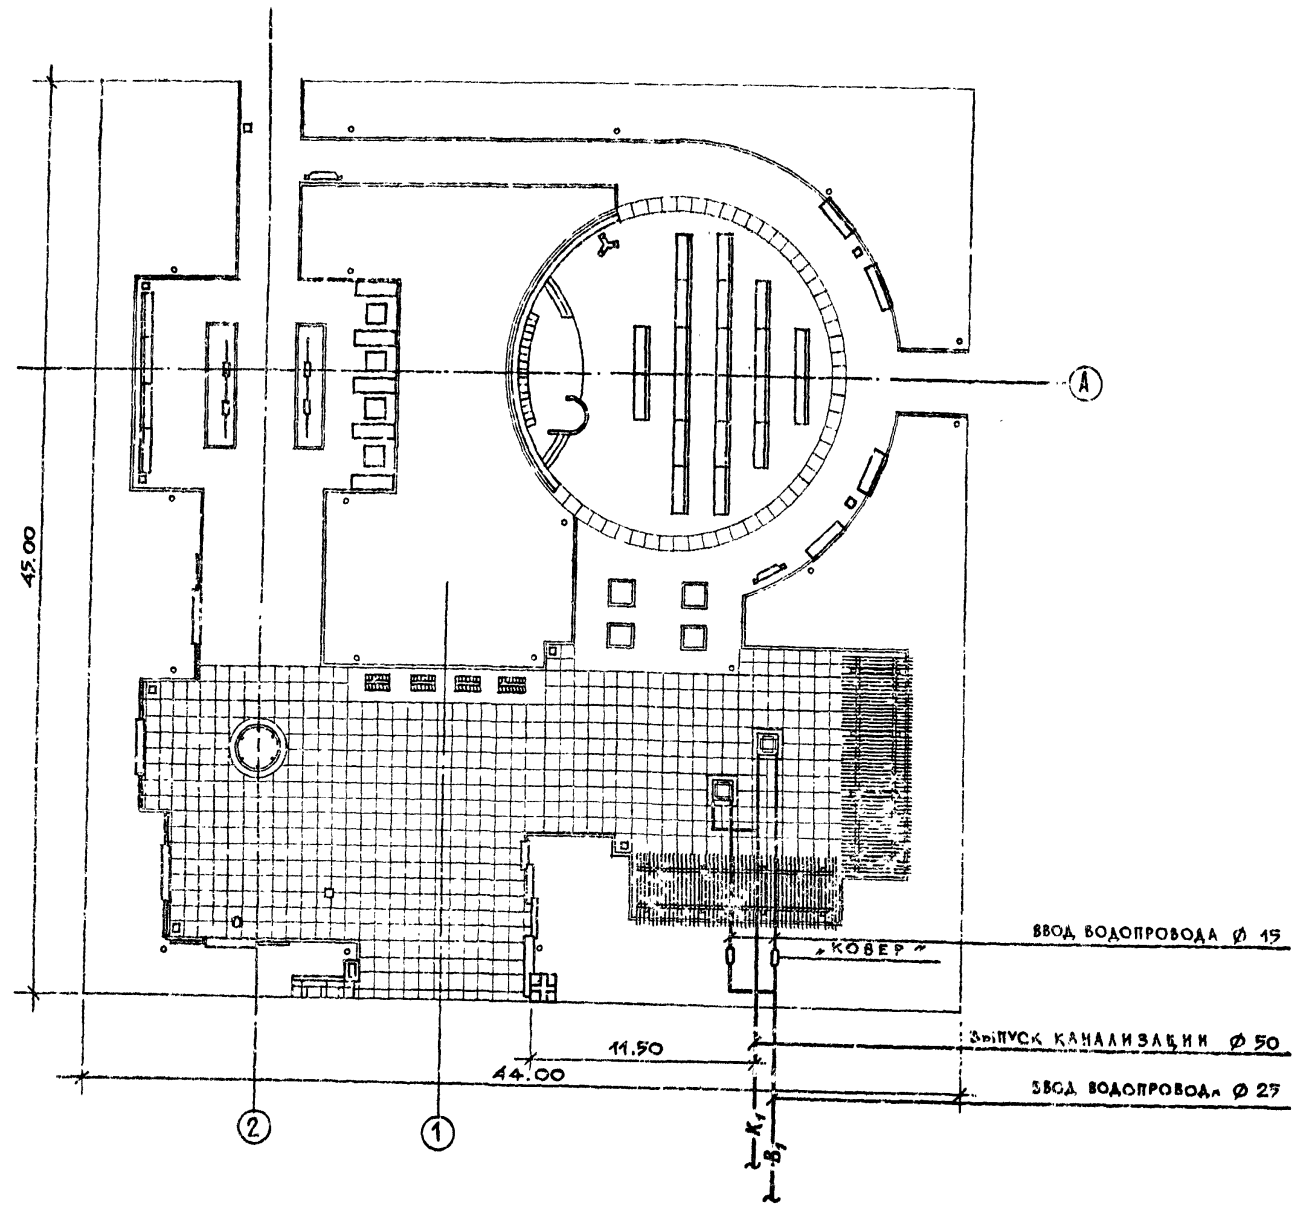 А
45.00
ВВОД ВОДОПРОВОДА Ø 15
„КОВЕР"
ВЫПУСК КАНАЛИЗАЦИИ Ø 50
11.50
44.00
ВВОД ВОДОПРОВОДА Ø 25
2
1
К1
В1